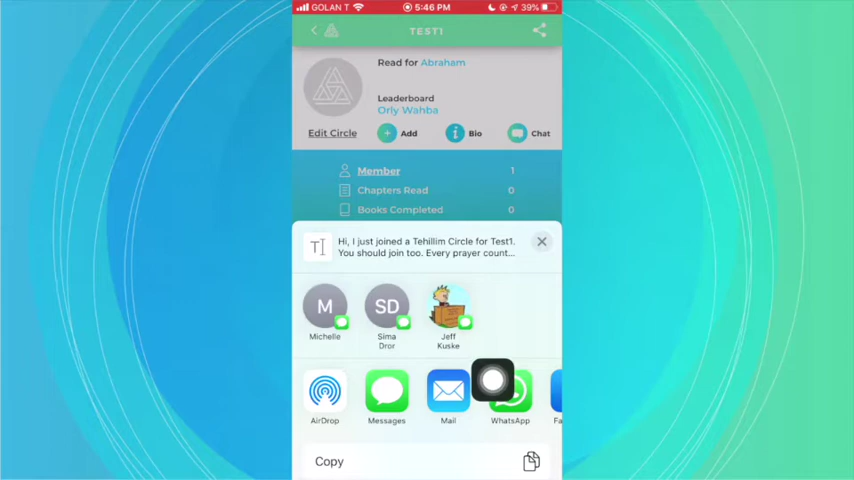 GOLAN T 5:46 PM 39%
TEST1
Read for Abraham
Leaderboard
Orly Wahba
Edit Circle Add Bio Chat
Member 1
Chapters Read 0
Books Completed 0
Hi, I just joined a Tehillim Circle for Test1.
You should join too. Every prayer count...
M SD
Michelle Sima Jeff
Dror Kuske
AirDrop Messages Mail WhatsApp Fa
Copy